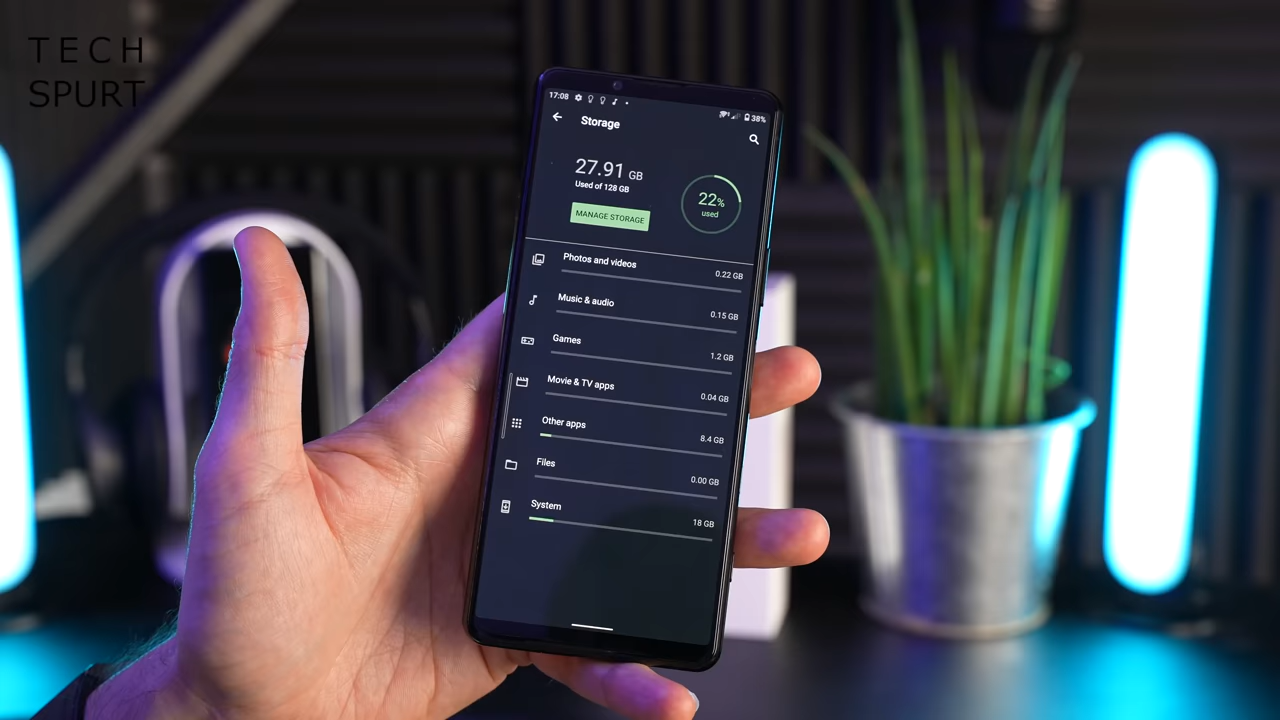 TECH
SPURT
17:08
38%
Storage
27.91 GB
Used of 128 GB
22%
used
MANAGE STORAGE
Photos and videos 0.22 GB
Music & audio 0.15 GB
Games 1.2 GB
Movie & TV apps 0.04 GB
Other apps 8.4 GB
Files 0.00 GB
System 18 GB